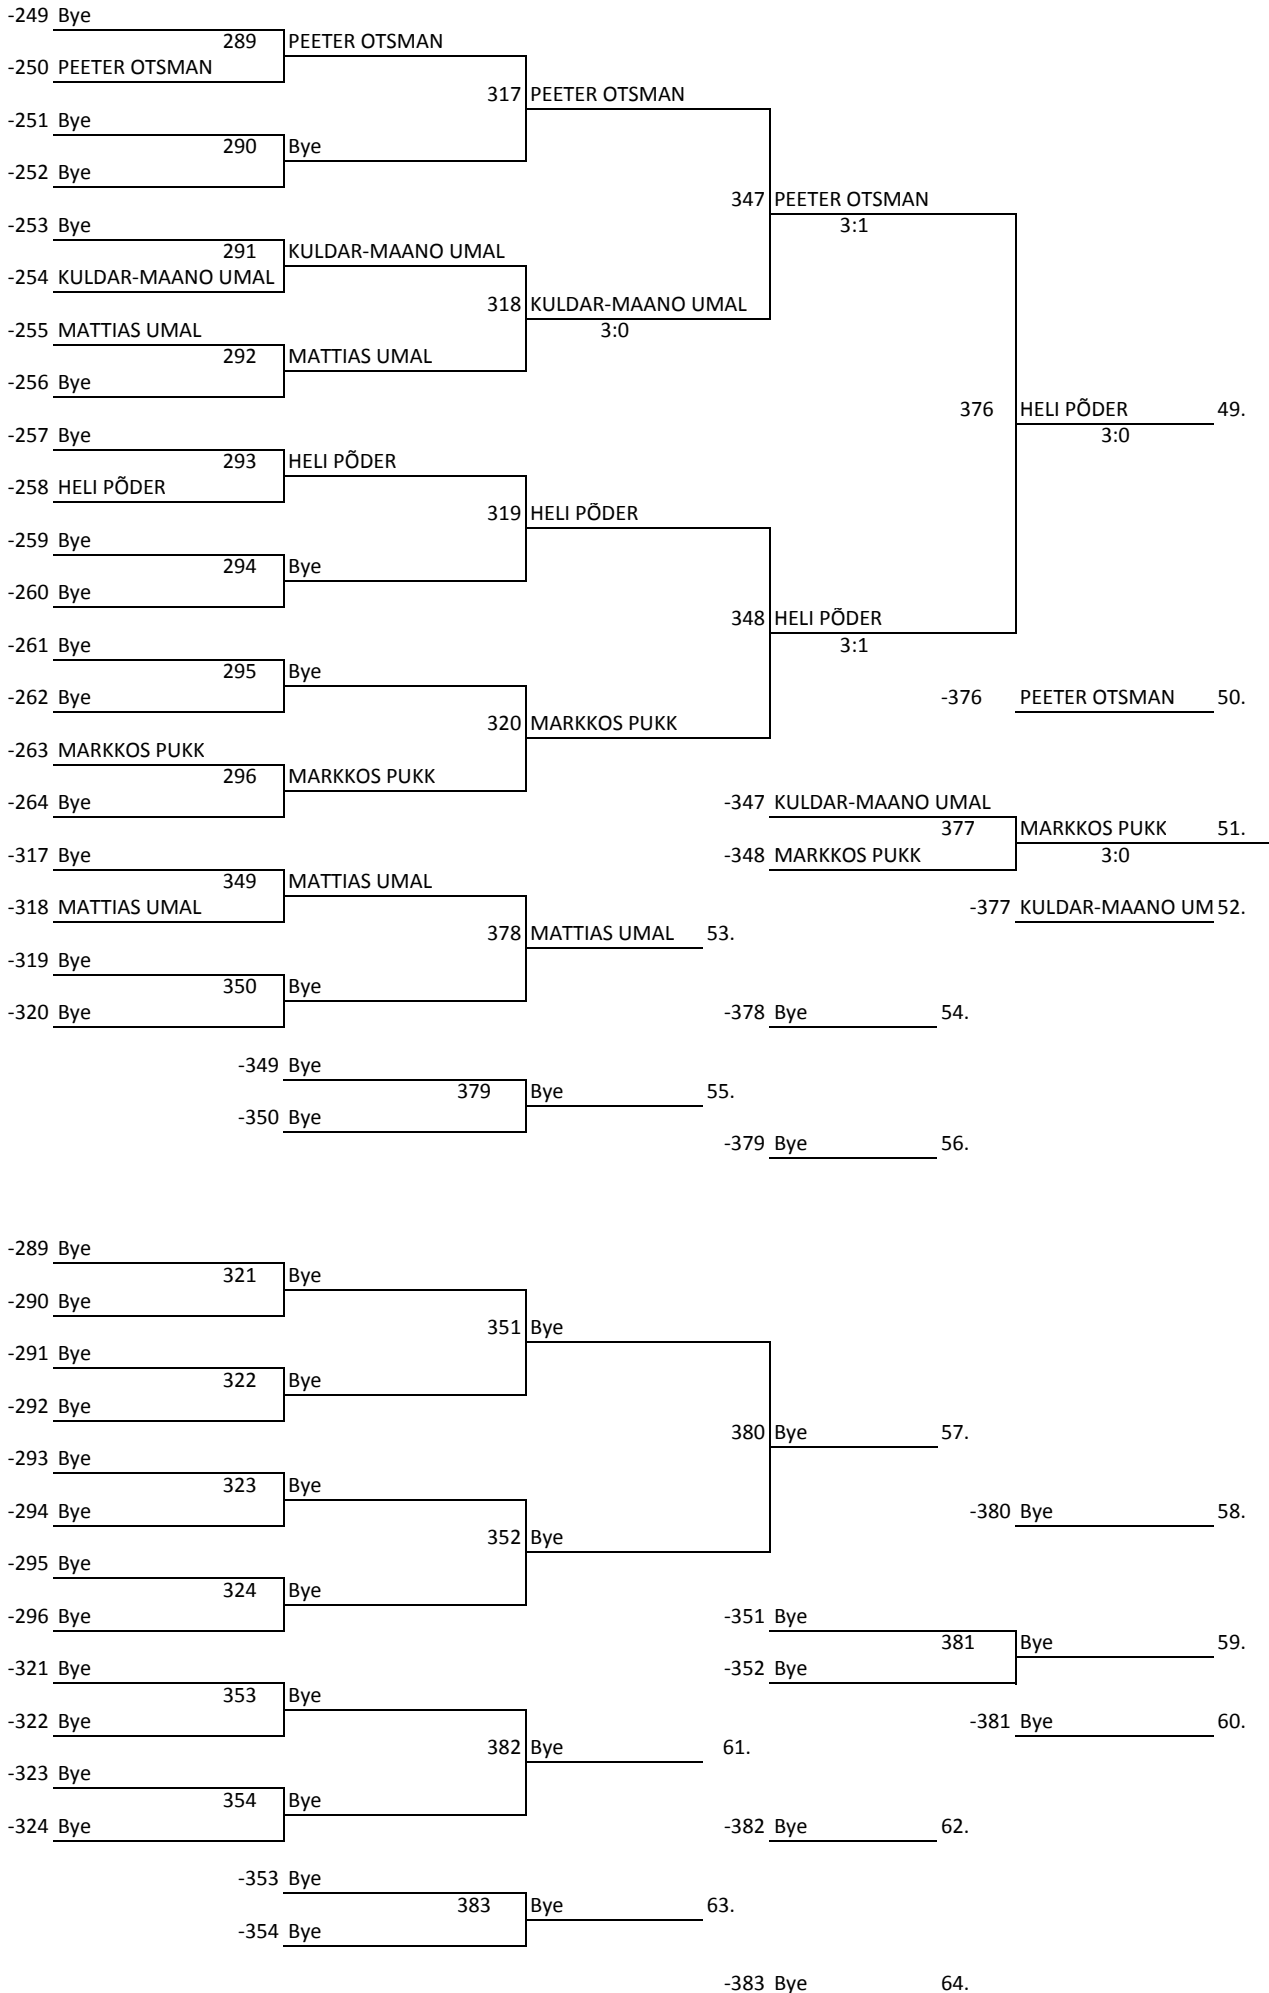 -249 Bye
289 PEETER OTSMAN
-250 PEETER OTSMAN
317 PEETER OTSMAN
-251 Bye
290 Bye
-252 Bye
347 PEETER OTSMAN
3:1
-253 Bye
291 KULDAR-MAANO UMAL
-254 KULDAR-MAANO UMAL
318 KULDAR-MAANO UMAL
3:0
-255 MATTIAS UMAL
292 MATTIAS UMAL
-256 Bye
376 HELI PÕDER 49.
3:0
-257 Bye
293 HELI PÕDER
-258 HELI PÕDER
319 HELI PÕDER
-259 Bye
294 Bye
-260 Bye
348 HELI PÕDER
3:1
-261 Bye
295 Bye
-262 Bye
-376 PEETER OTSMAN 50.
320 MARKKOS PUKK
-263 MARKKOS PUKK
296 MARKKOS PUKK
-264 Bye
-347 KULDAR-MAANO UMAL
377 MARKKOS PUKK 51.
-348 MARKKOS PUKK
3:0
-317 Bye
349 MATTIAS UMAL
-318 MATTIAS UMAL
-377 KULDAR-MAANO UM 52.
378 MATTIAS UMAL 53.
-319 Bye
350 Bye
-320 Bye
-378 Bye 54.
-349 Bye
379 Bye 55.
-350 Bye
-379 Bye 56.
-289 Bye
321 Bye
-290 Bye
351 Bye
-291 Bye
322 Bye
-292 Bye
380 Bye 57.
-293 Bye
323 Bye
-294 Bye
-380 Bye 58.
352 Bye
-295 Bye
324 Bye
-296 Bye
-351 Bye
381 Bye 59.
-352 Bye
-321 Bye
353 Bye
-322 Bye
-381 Bye 60.
382 Bye 61.
-323 Bye
354 Bye
-324 Bye
-382 Bye 62.
-353 Bye
383 Bye 63.
-354 Bye
-383 Bye 64.